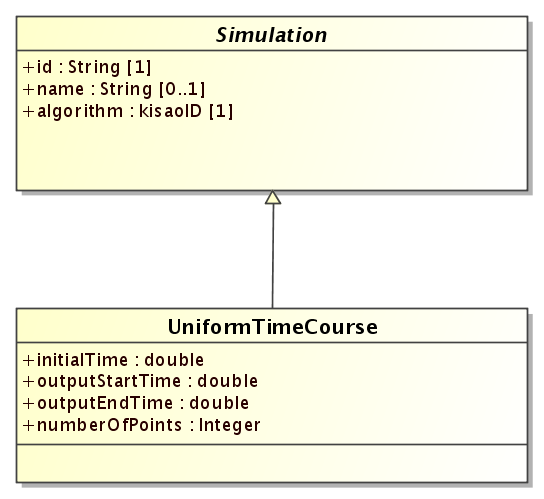 Simulation
+id : String [1]
+name : String [0..1]
+algorithm : kisaoID [1]
UniformTimeCourse
+initialTime : double
+outputStartTime : double
+outputEndTime : double
+numberOfPoints : Integer